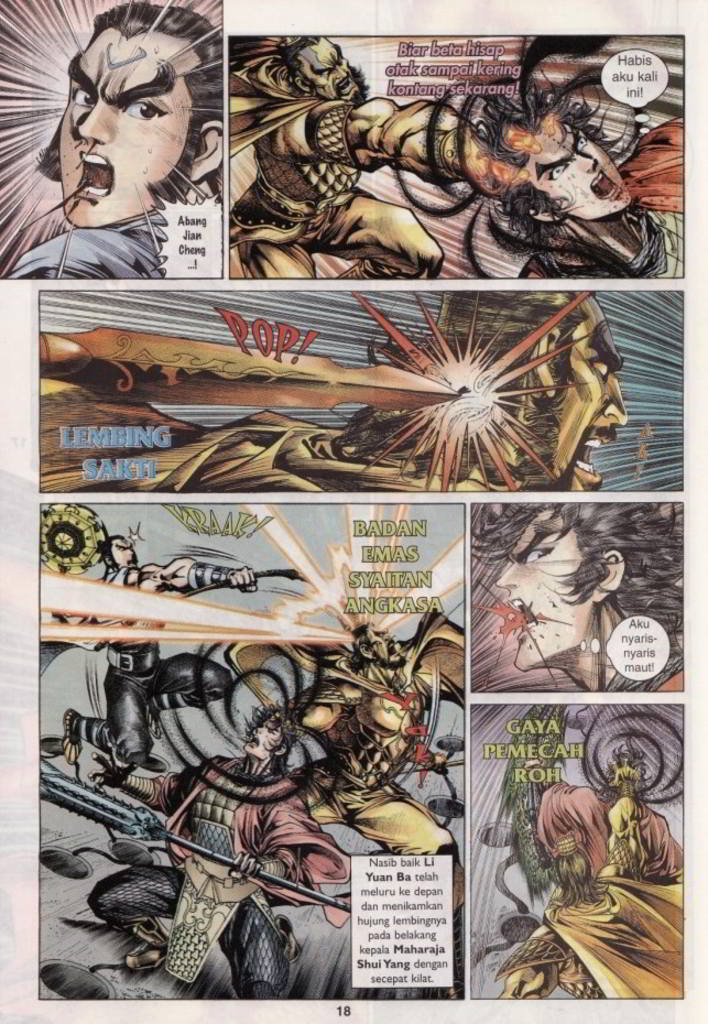 Abang
Jian
Cheng
...!
Biar beta hisap
otak sampai kering
kontang sekarang!
Habis
aku kali
ini!
POP!
LEMBING
SAKTI
KRAAK!
BADAN
EMAS
SYAITAN
ANGKASA
Nasib baik Li
Yuan Ba telah
meluru ke depan
dan menikamkan
hujung lembingnya
pada belakang
kepala Maharaja
Shui Yang dengan
secepat kilat.
Aku
nyaris-
nyaris
maut!
GAYA
PEMECAH
ROH
18